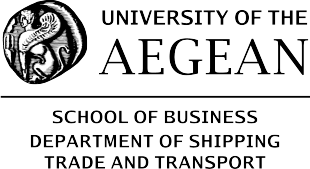 UNIVERSITY OF THE
AEGEAN
SCHOOL OF BUSINESS
DEPARTMENT OF SHIPPING
TRADE AND TRANSPORT